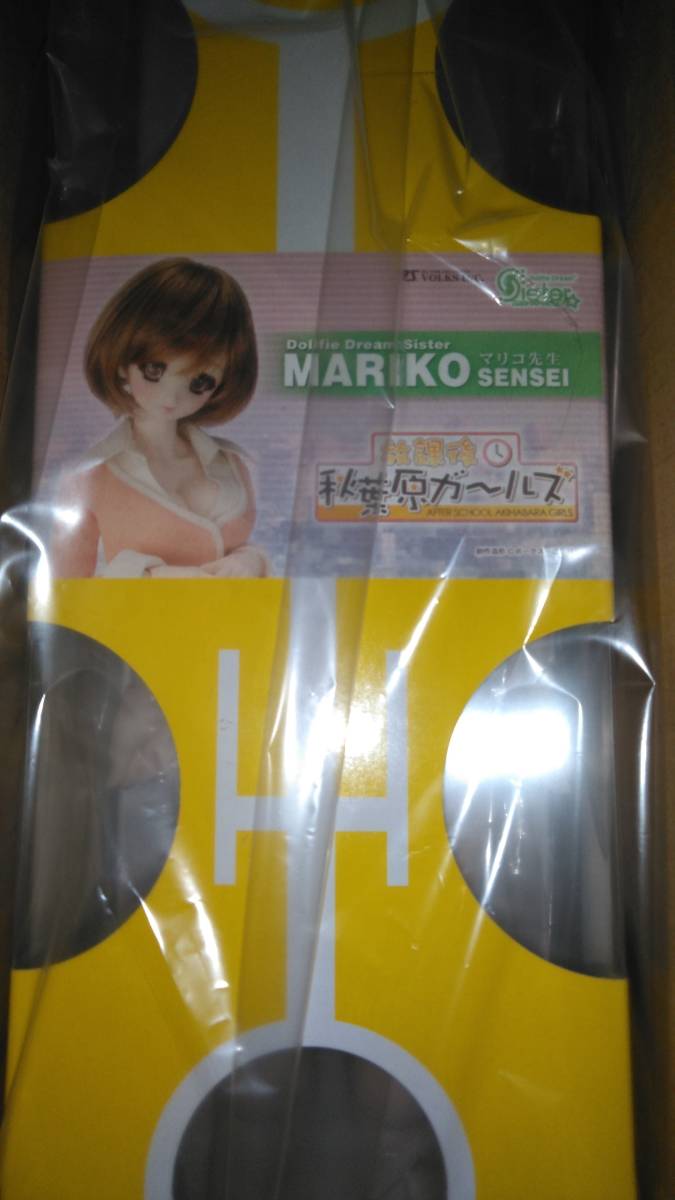 VOLKS INC.
Sister
Dollfie Dream Sister
MARIKO マリコ先生
SENSEI
放課後
秋葉原ガールズ
AFTER SCHOOL AKIHABARA GIRLS